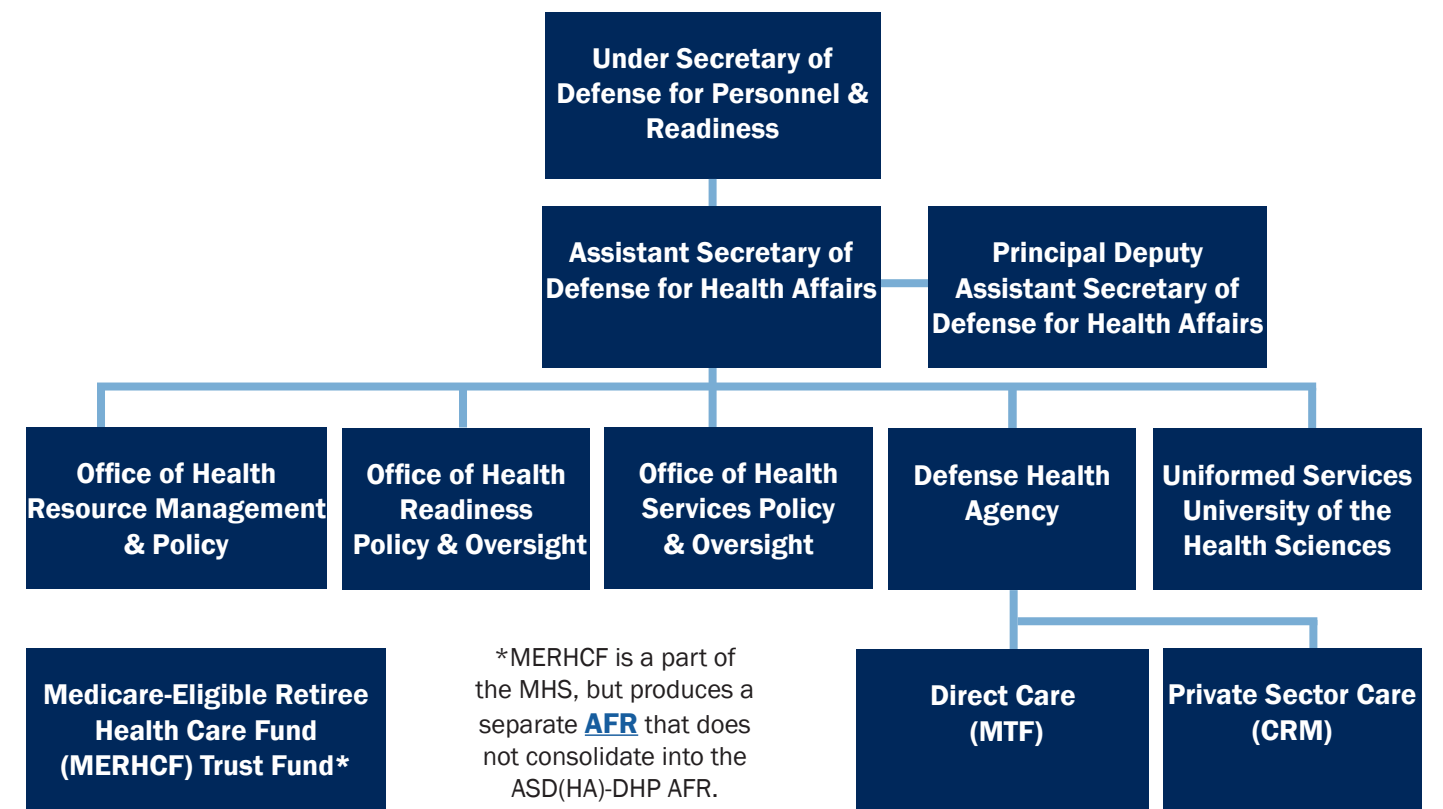 Under Secretary of
Defense for Personnel &
Readiness
Assistant Secretary of
Defense for Health Affairs
Principal Deputy
Assistant Secretary of
Defense for Health Affairs
Office of Health
Resource Management
& Policy
Office of Health
Readiness
Policy & Oversight
Office of Health
Services Policy
& Oversight
Defense Health
Agency
Uniformed Services
University of the
Health Sciences
Medicare-Eligible Retiree
Health Care Fund
(MERHCF) Trust Fund*
*MERHCF is a part of
the MHS, but produces a
separate AFR that does
not consolidate into the
ASD(HA)-DHP AFR.
Direct Care
(MTF)
Private Sector Care
(CRM)